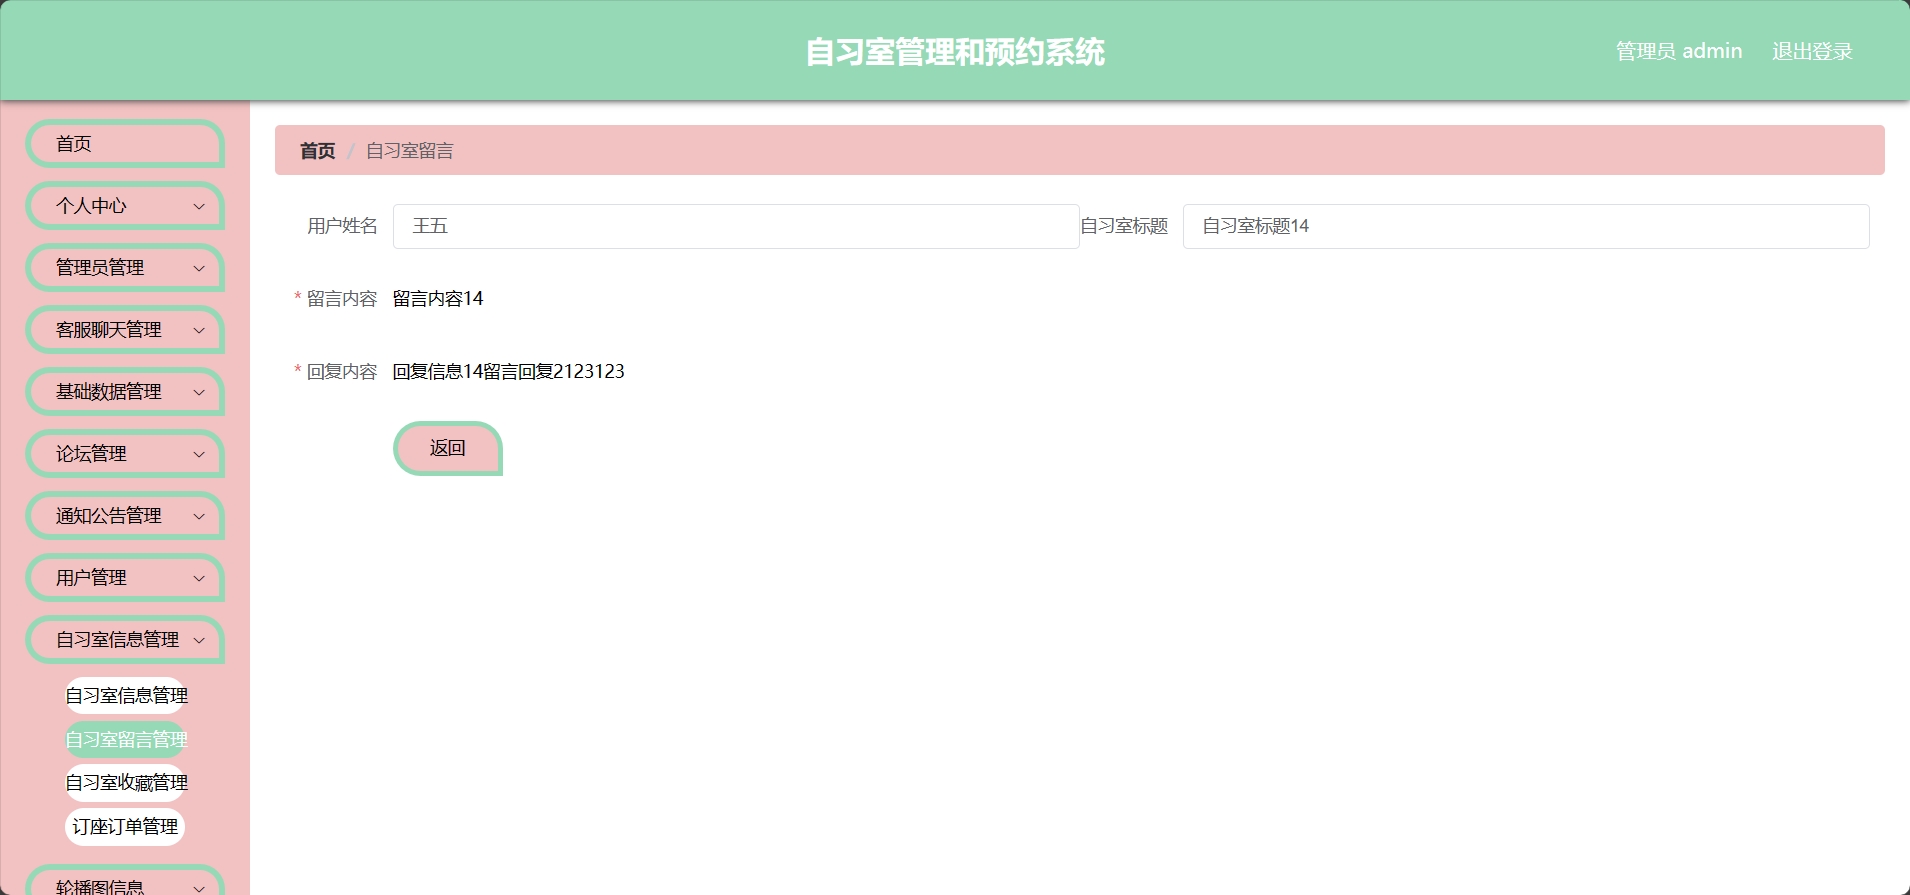 自习室管理和预约系统
管理员 admin 退出登录
首页
个人中心
管理员管理
客服聊天管理
基础数据管理
论坛管理
通知公告管理
用户管理
自习室信息管理
自习室信息管理
自习室留言管理
自习室收藏管理
订座订单管理
轮播图信息
首页 / 自习室留言
用户姓名 王五 自习室标题 自习室标题14
* 留言内容 留言内容14
* 回复内容 回复信息14留言回复2123123
返回